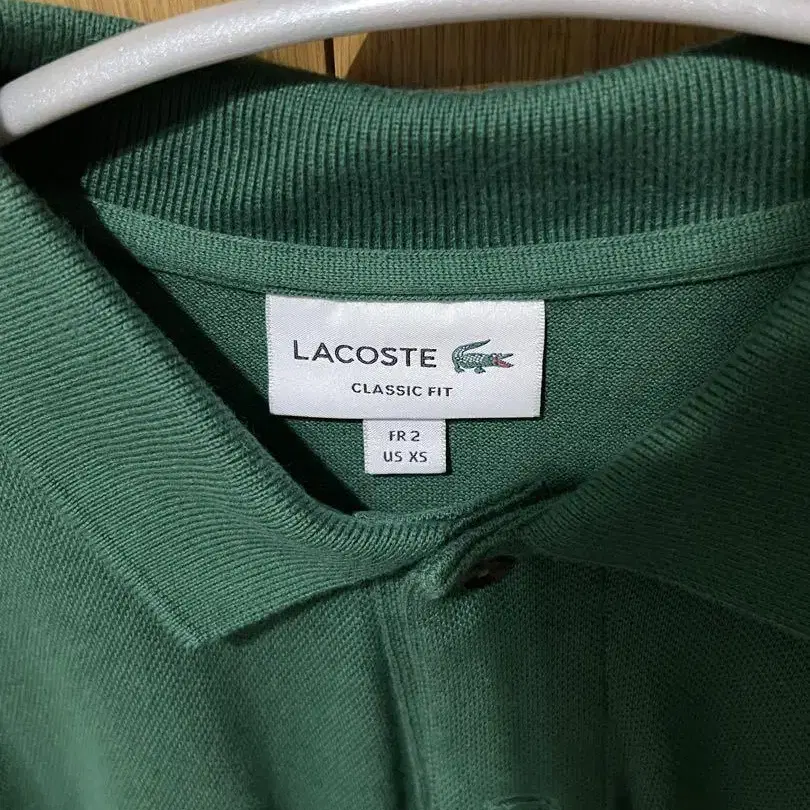 LACOSTE
CLASSIC FIT
FR 2
US XS